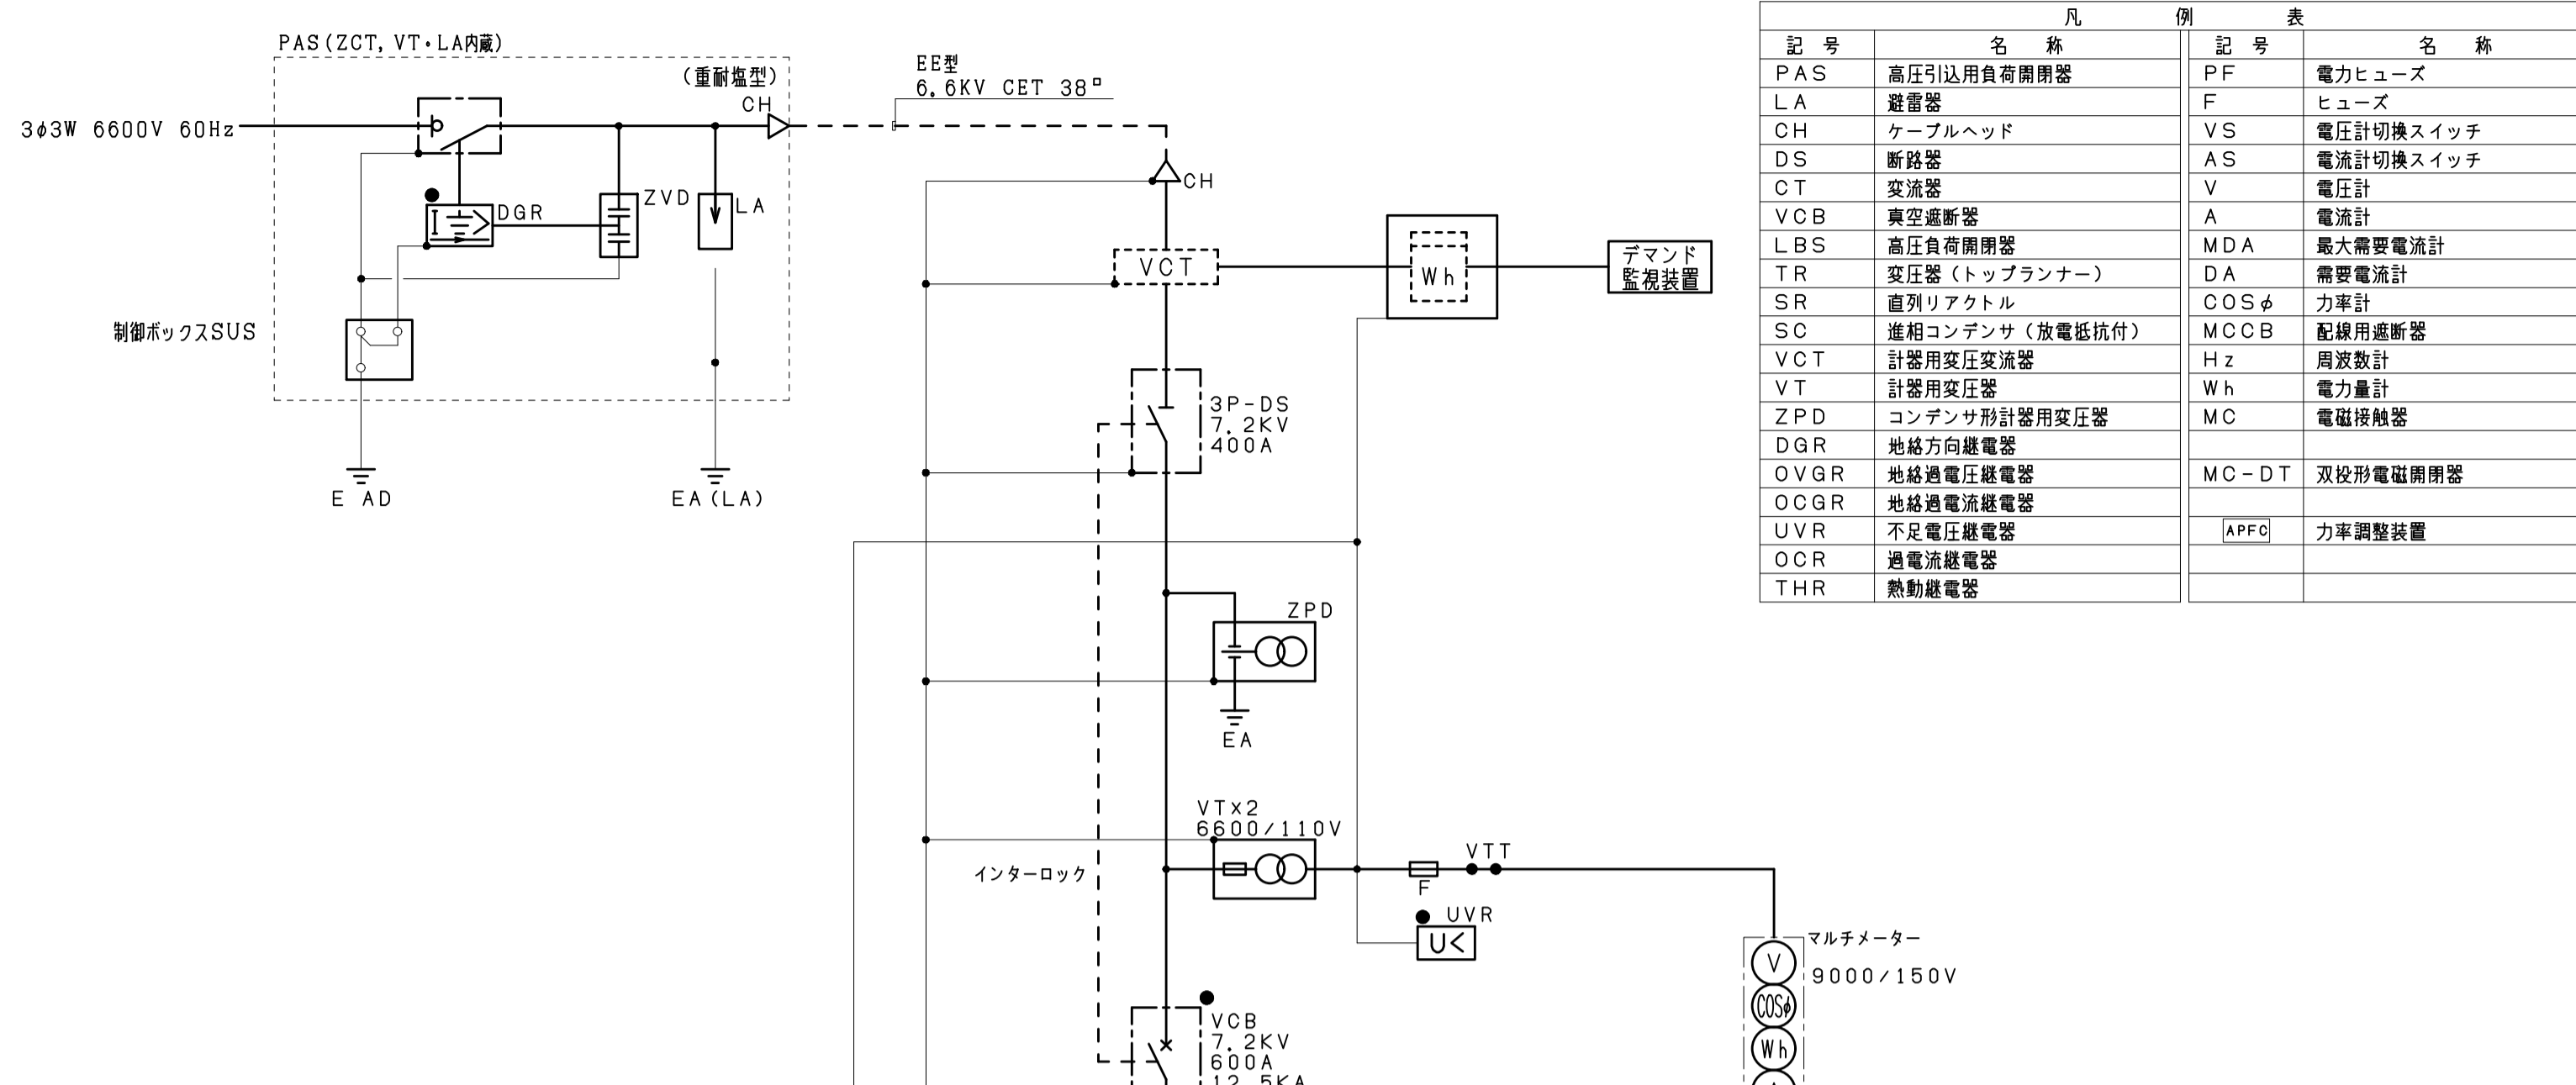 PAS(ZCT, VT・LA内蔵)
(重耐塩型)
CH
3φ3W 6600V 60Hz
EE型
6.6KV CET 38□
CH
DGR
ZVD
LA
制御ボックスSUS
E AD
EA(LA)
VCT
Wh
デマンド
監視装置
3P-DS
7.2KV
400A
ZPD
EA
VTx2
6600/110V
インターロック
VTT
F
UVR
U<
マルチメーター
9000/150V
V
COSφ
Wh
VCB
7.2KV
600A
12.5KA
凡 例 表
記 号 名 称 記 号 名 称
PAS 高圧引込用負荷開閉器 PF 電力ヒューズ
LA 避雷器 F ヒューズ
CH ケーブルヘッド VS 電圧計切換スイッチ
DS 断路器 AS 電流計切換スイッチ
CT 変流器 V 電圧計
VCB 真空遮断器 A 電流計
LBS 高圧負荷開閉器 MDA 最大需要電流計
TR 変圧器(トップランナー) DA 需要電流計
SR 直列リアクトル COSφ 力率計
SC 進相コンデンサ(放電抵抗付) MCCB 配線用遮断器
VCT 計器用変圧変流器 Hz 周波数計
VT 計器用変圧器 Wh 電力量計
ZPD コンデンサ形計器用変圧器 MC 電磁接触器
DGR 地絡方向継電器
OVGR 地絡過電圧継電器 MC-DT 双投形電磁開閉器
OCGR 地絡過電流継電器
UVR 不足電圧継電器 APFC 力率調整装置
OCR 過電流継電器
THR 熱動継電器